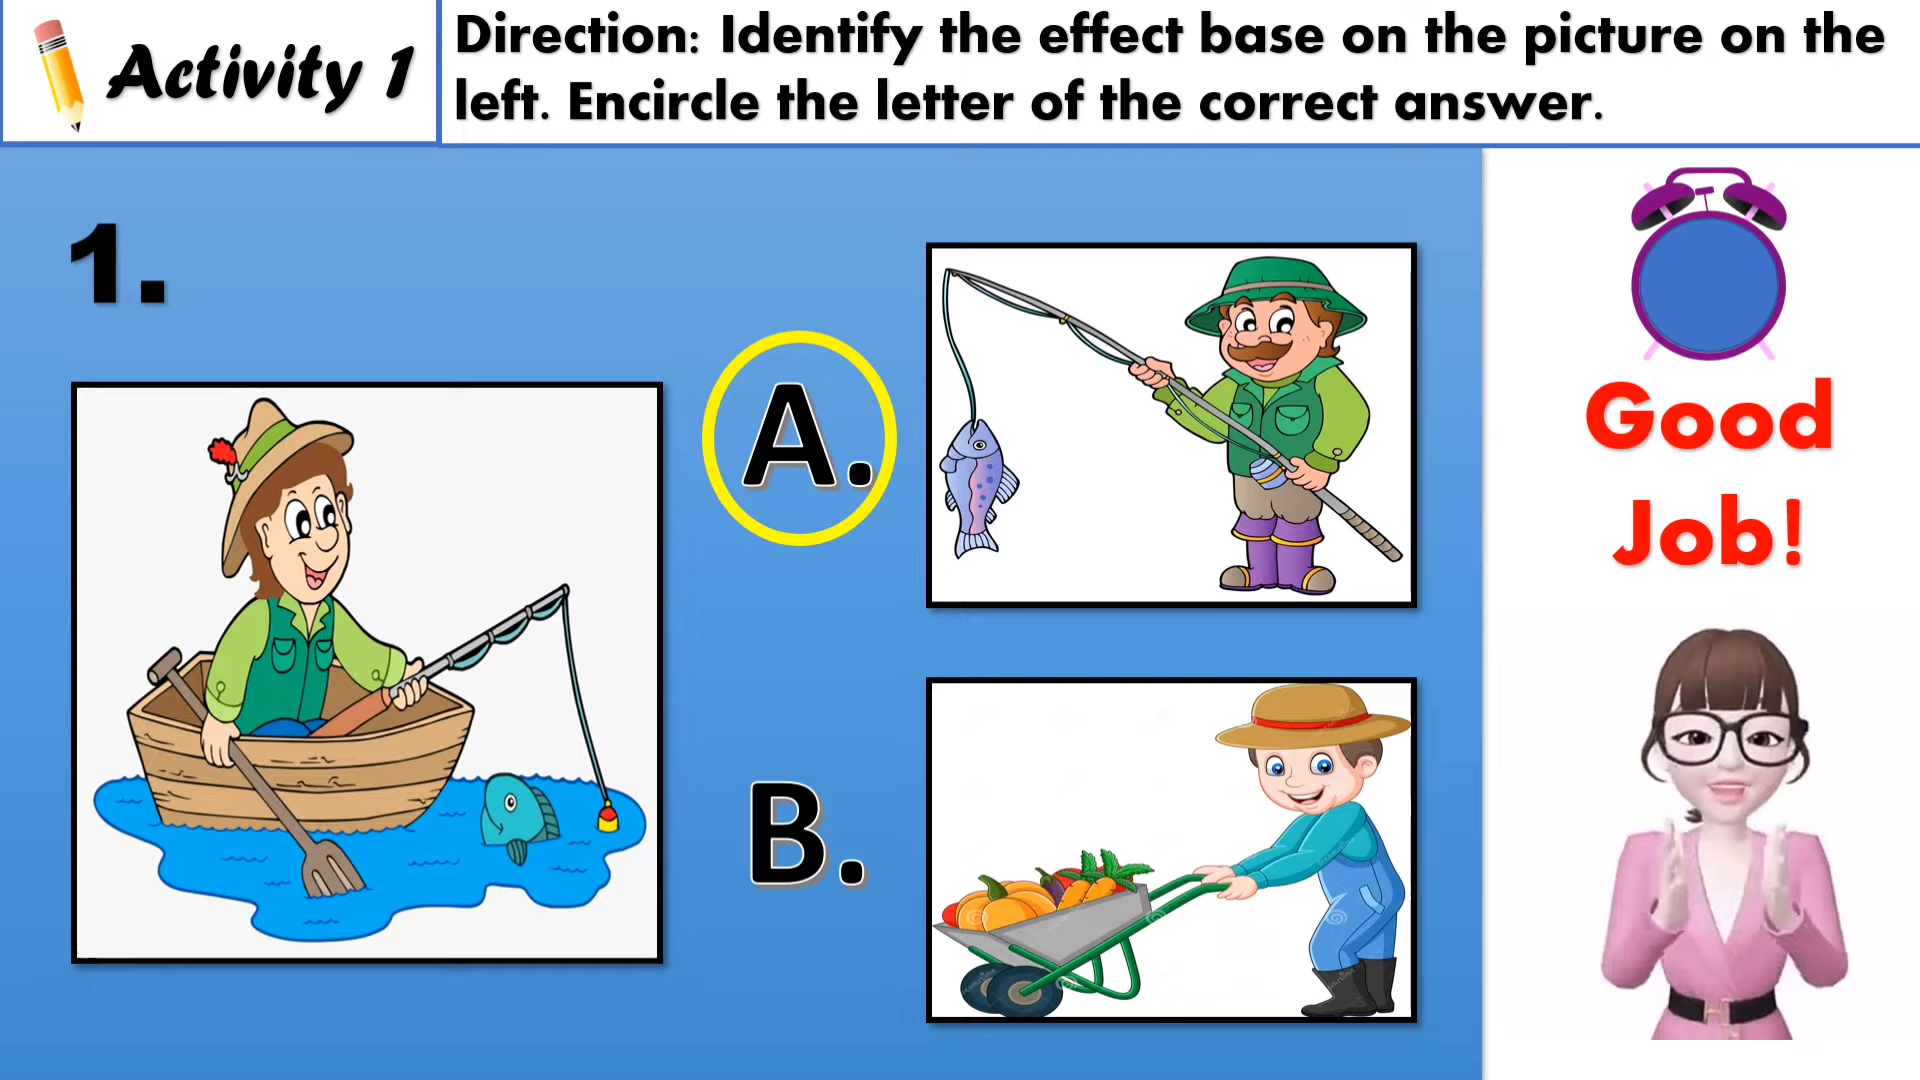 Activity 1
Direction: Identify the effect base on the picture on the
left. Encircle the letter of the correct answer.
1.
A.
B.
Good
Job!